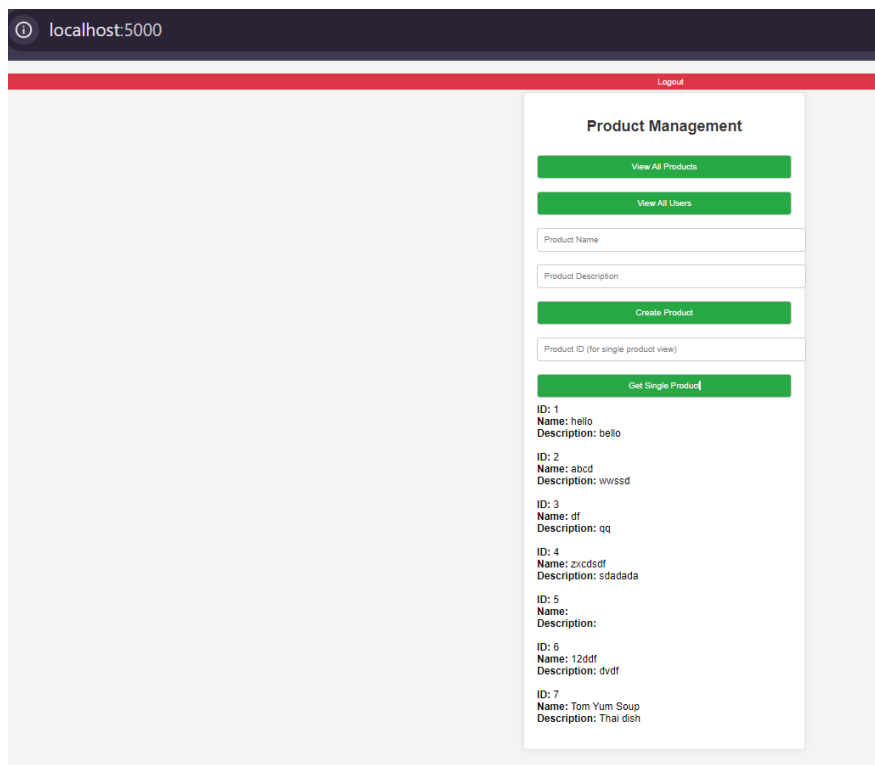 localhost:5000
Logout
Product Management
View All Products
View All Users
Product Name
Product Description
Create Product
Product ID (for single product view)
Get Single Product
ID: 1
Name: hello
Description: bello
ID: 2
Name: abcd
Description: wwssd
ID: 3
Name: df
Description: qq
ID: 4
Name: zxcdsdf
Description: sdadada
ID: 5
Name:
Description:
ID: 6
Name: 12ddf
Description: dvdf
ID: 7
Name: Tom Yum Soup
Description: Thai dish